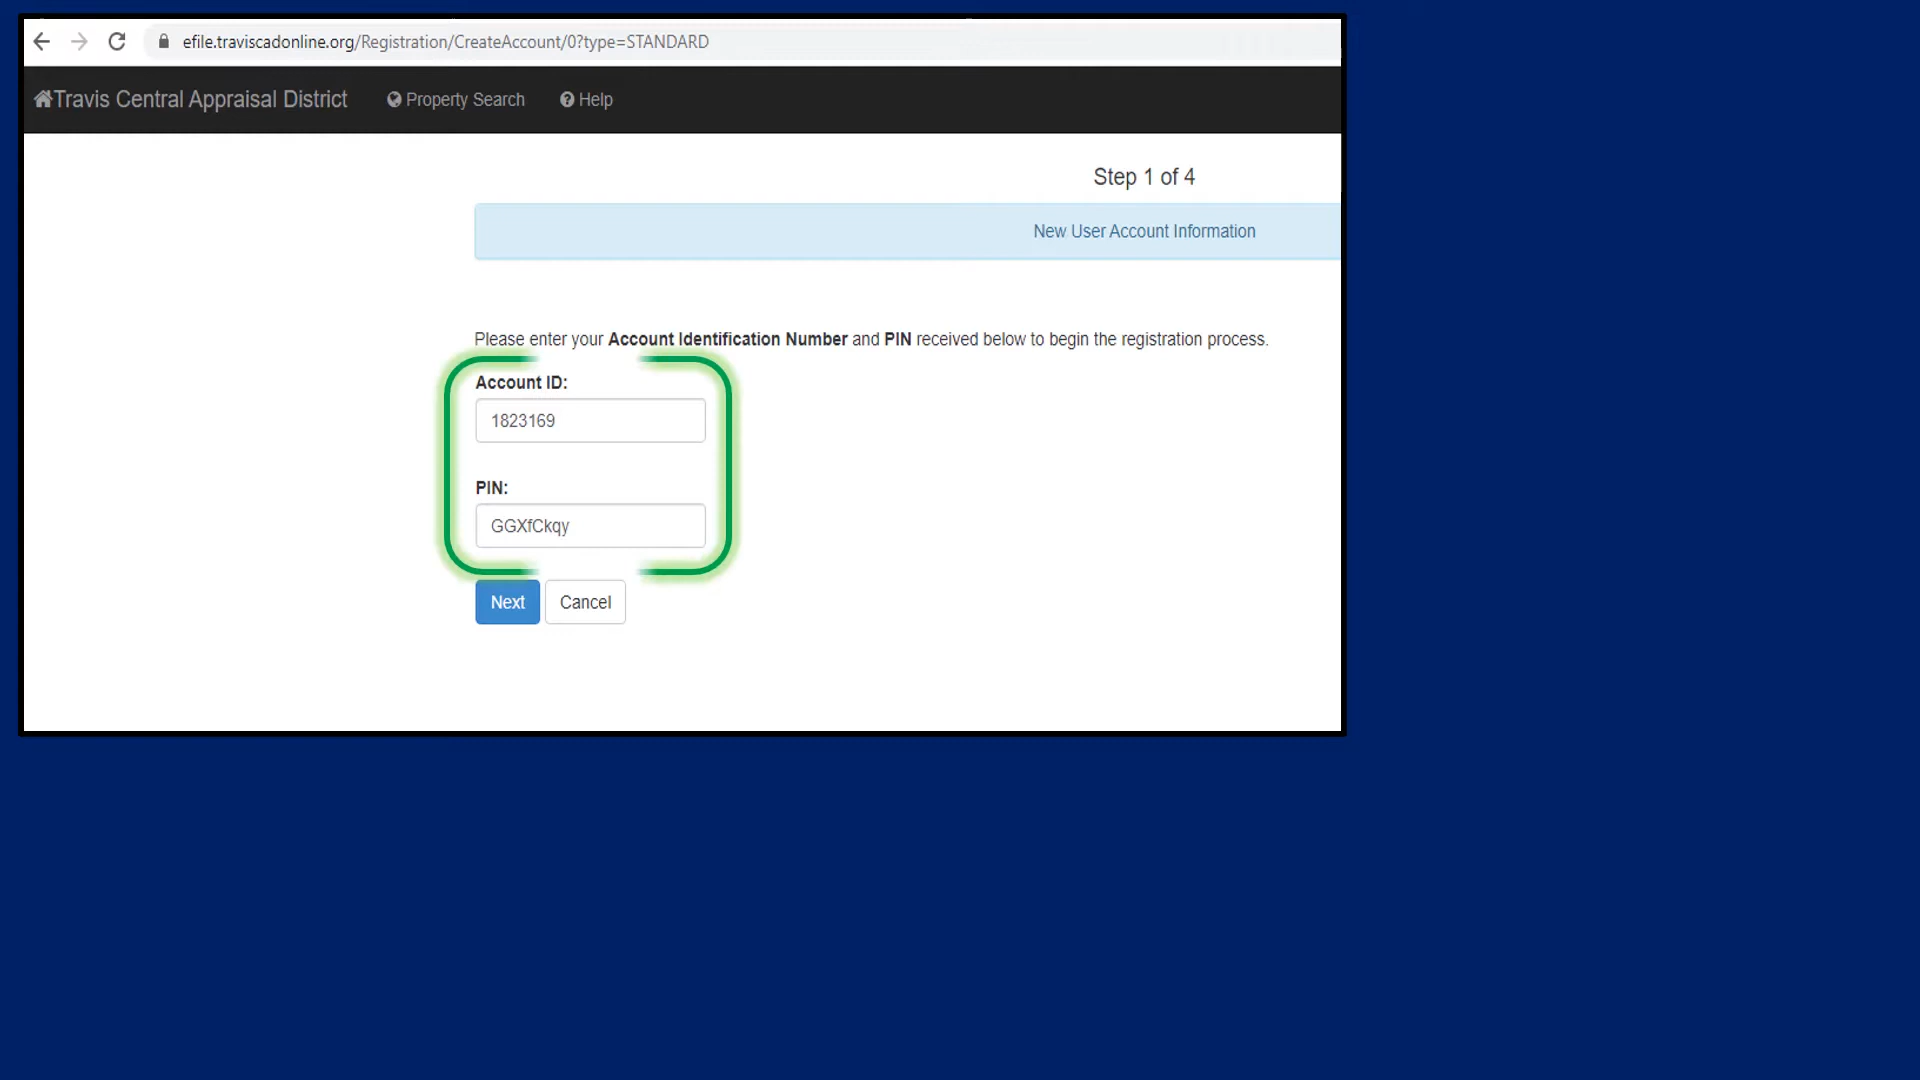 efile.traviscadonline.org/Registration/CreateAccount/0?type=STANDARD
Travis Central Appraisal District Property Search Help
Step 1 of 4
New User Account Information
Please enter your Account Identification Number and PIN received below to begin the registration process.
Account ID:
1823169
PIN:
GGXfCkqy
Next Cancel